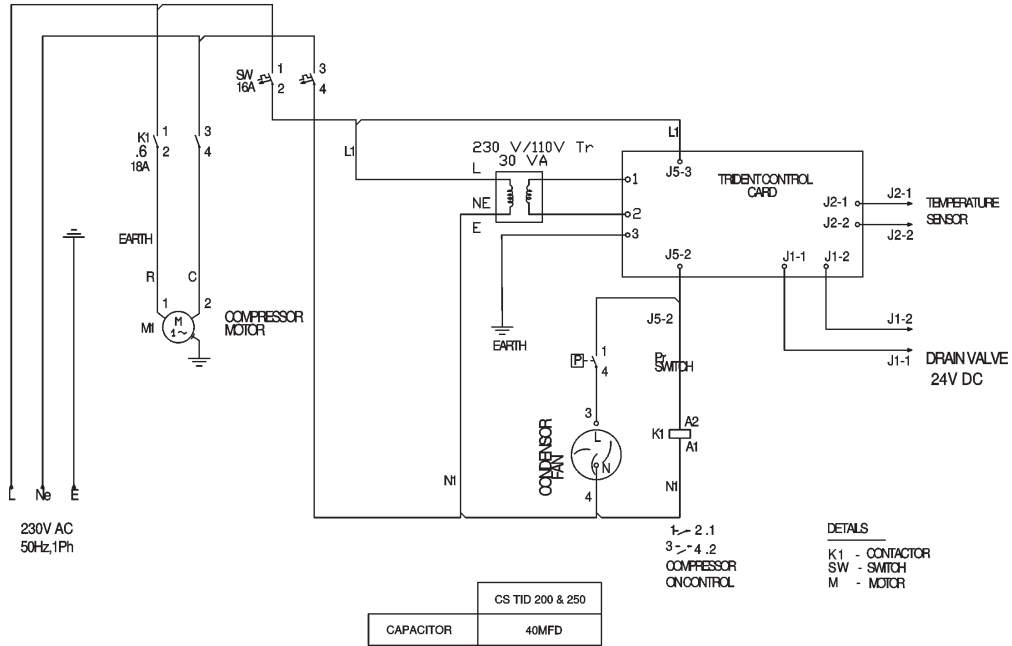 SW
16A
1
2
3
4
K1
.6
18A
1
2
3
4
L1
230 V/110V Tr
30 VA
L
NE
E
L1
J5-3
1
2
3
TRIDENT CONTROL
CARD
J2-1
J2-2
J2-1
J2-2
TEMPERATURE
SENSOR
J5-2
J1-1
J1-2
EARTH
R
C
1
2
M1
M
1~
COMPRESSOR
MOTOR
EARTH
J5-2
P
1
4
Pr
SWITCH
J1-2
J1-1
DRAIN VALVE
24V DC
3
L
N
4
CONDENSOR
FAN
K1
A2
A1
N1
N1
L
Ne
E
230V AC
50Hz,1Ph
1 2 .1
3 4 .2
COMPRESSOR
ON CONTROL
DETAILS
K1 - CONTACTOR
SW - SWITCH
M - MOTOR
CS TID 200 & 250
CAPACITOR 40MFD